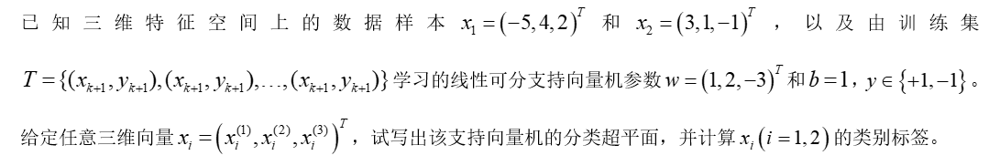 已知三维特征空间上的数据样本 $x_1=(-5,4,2)^T$ 和 $x_2=(3,1,-1)^T$ ，以及由训练集
$T=\{(x_{k+1},y_{k+1}),(x_{k+1},y_{k+1}),\ldots,(x_{k+1},y_{k+1})\}$ 学习的线性可分支持向量机参数 $w=(1,2,-3)^T$ 和 $b=1$，$y\in\{+1,-1\}$ 。
给定任意三维向量 $x_i=\left(x_i^{(1)},x_i^{(2)},x_i^{(3)}\right)^T$，试写出该支持向量机的分类超平面，并计算 $x_i(i=1,2)$ 的类别标签。